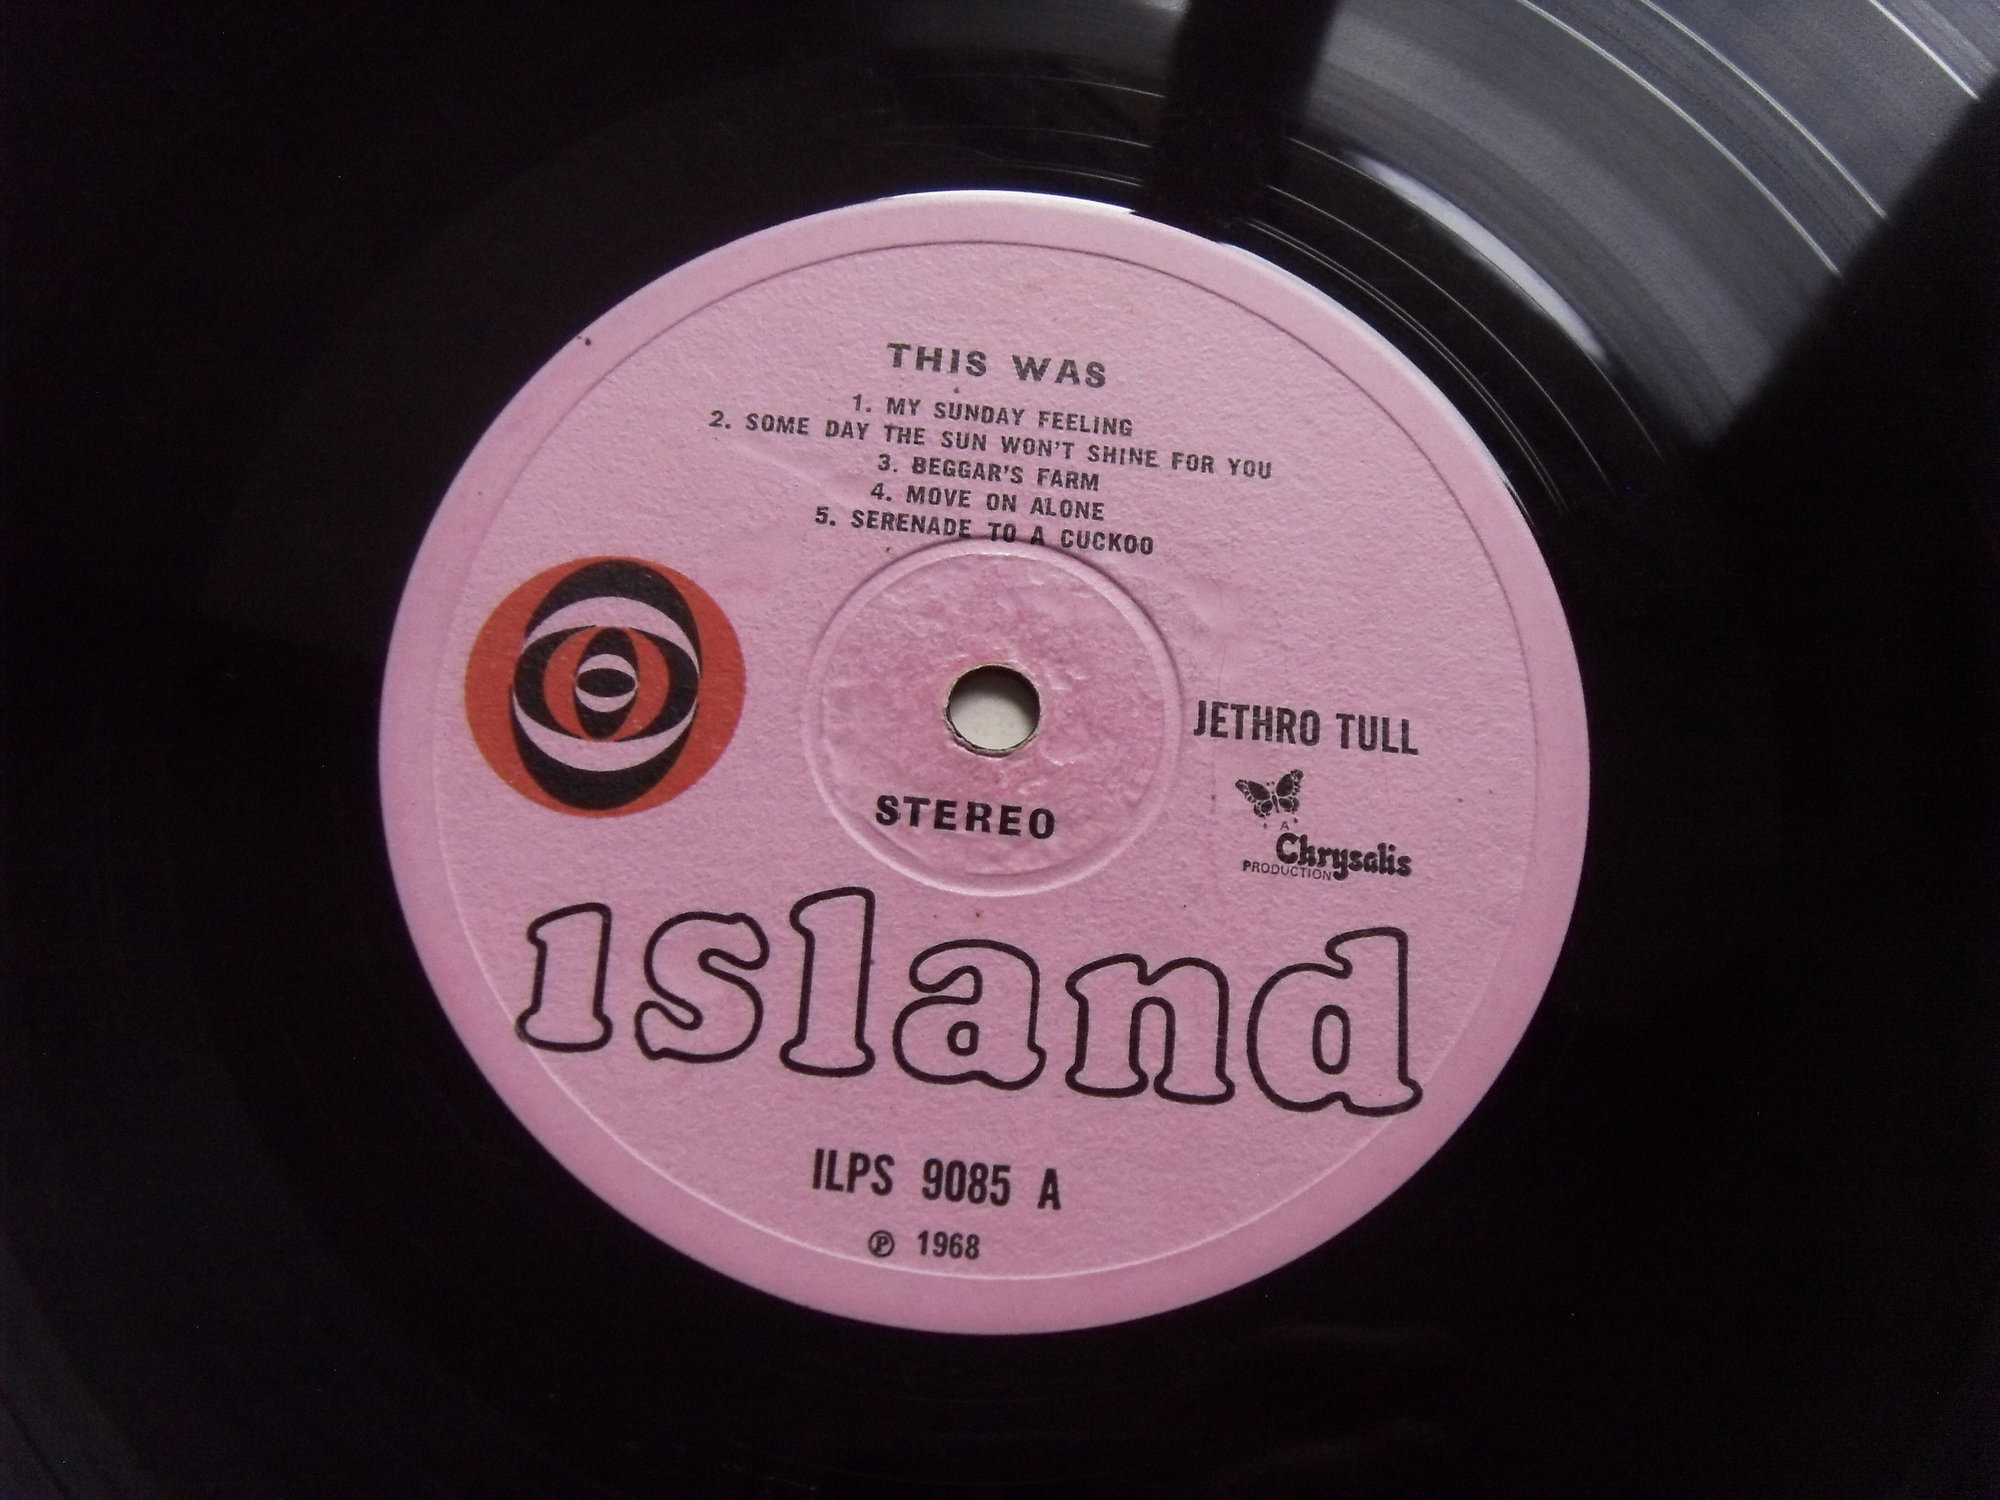 THIS WAS
1. MY SUNDAY FEELING
2. SOME DAY THE SUN WON'T SHINE FOR YOU
3. BEGGAR'S FARM
4. MOVE ON ALONE
5. SERENADE TO A CUCKOO
JETHRO TULL
A
Chrysalis
PRODUCTION
STEREO
ısland
ILPS 9085 A
℗ 1968